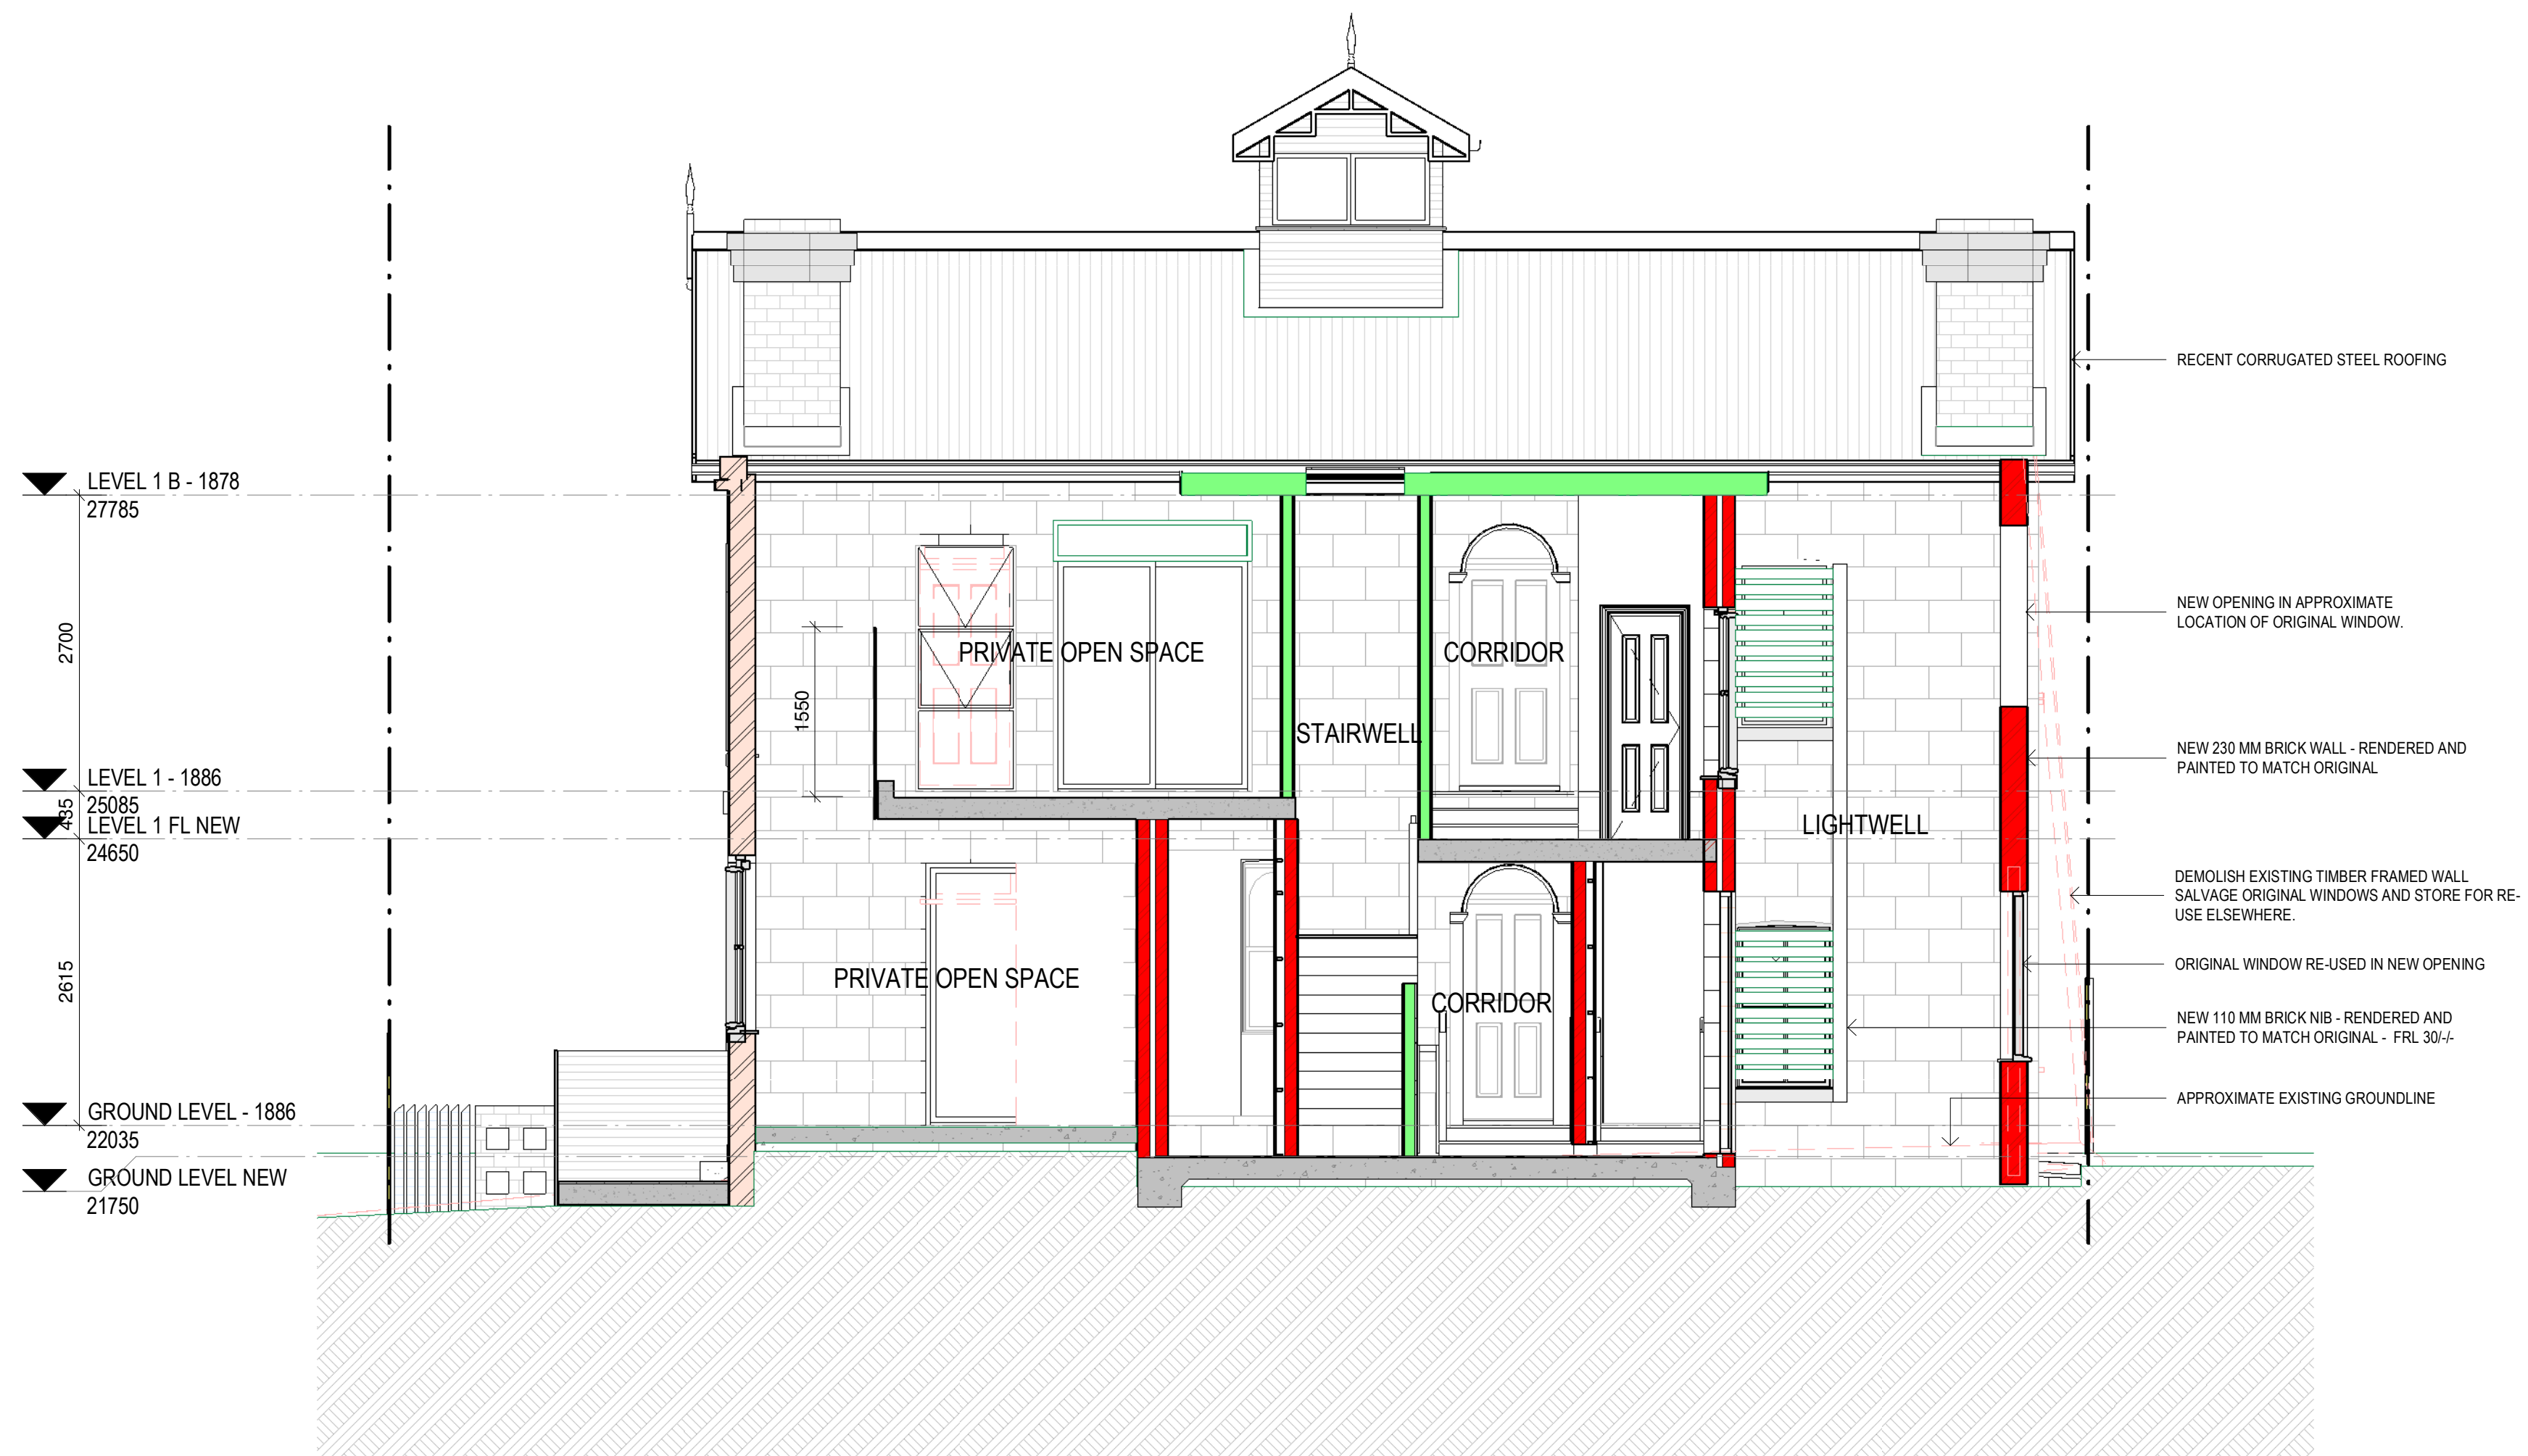 RECENT CORRUGATED STEEL ROOFING
LEVEL 1 B - 1878
27785
NEW OPENING IN APPROXIMATE
LOCATION OF ORIGINAL WINDOW.
2700
PRIVATE OPEN SPACE
CORRIDOR
1550
STAIRWELL
NEW 230 MM BRICK WALL - RENDERED AND
PAINTED TO MATCH ORIGINAL
LEVEL 1 - 1886
25085
435
LEVEL 1 FL NEW
24650
LIGHTWELL
DEMOLISH EXISTING TIMBER FRAMED WALL
SALVAGE ORIGINAL WINDOWS AND STORE FOR RE-
USE ELSEWHERE.
2615
PRIVATE OPEN SPACE
CORRIDOR
ORIGINAL WINDOW RE-USED IN NEW OPENING
NEW 110 MM BRICK NIB - RENDERED AND
PAINTED TO MATCH ORIGINAL - FRL 30/-/-
APPROXIMATE EXISTING GROUNDLINE
GROUND LEVEL - 1886
22035
GROUND LEVEL NEW
21750